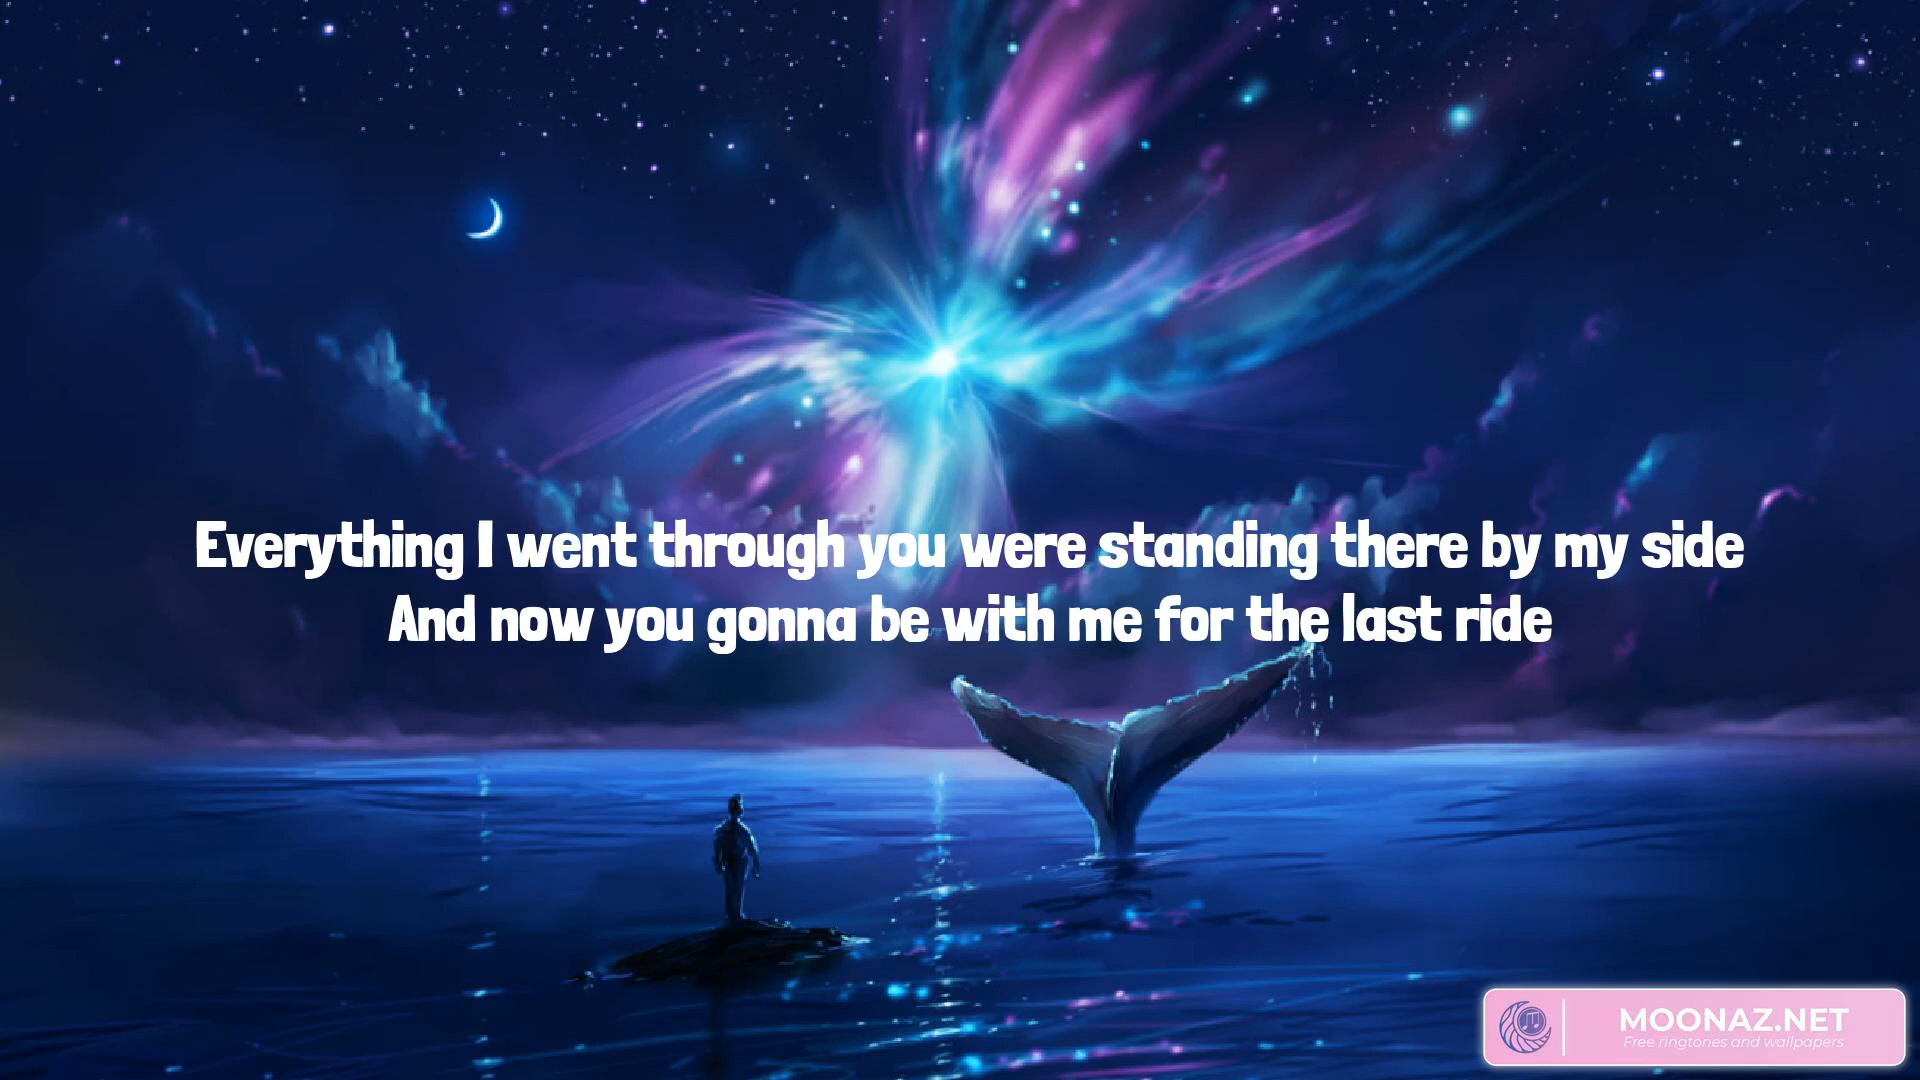 Everything I went through you were standing there by my side
And now you gonna be with me for the last ride
MOONAZ.NET
Free ringtones and wallpapers